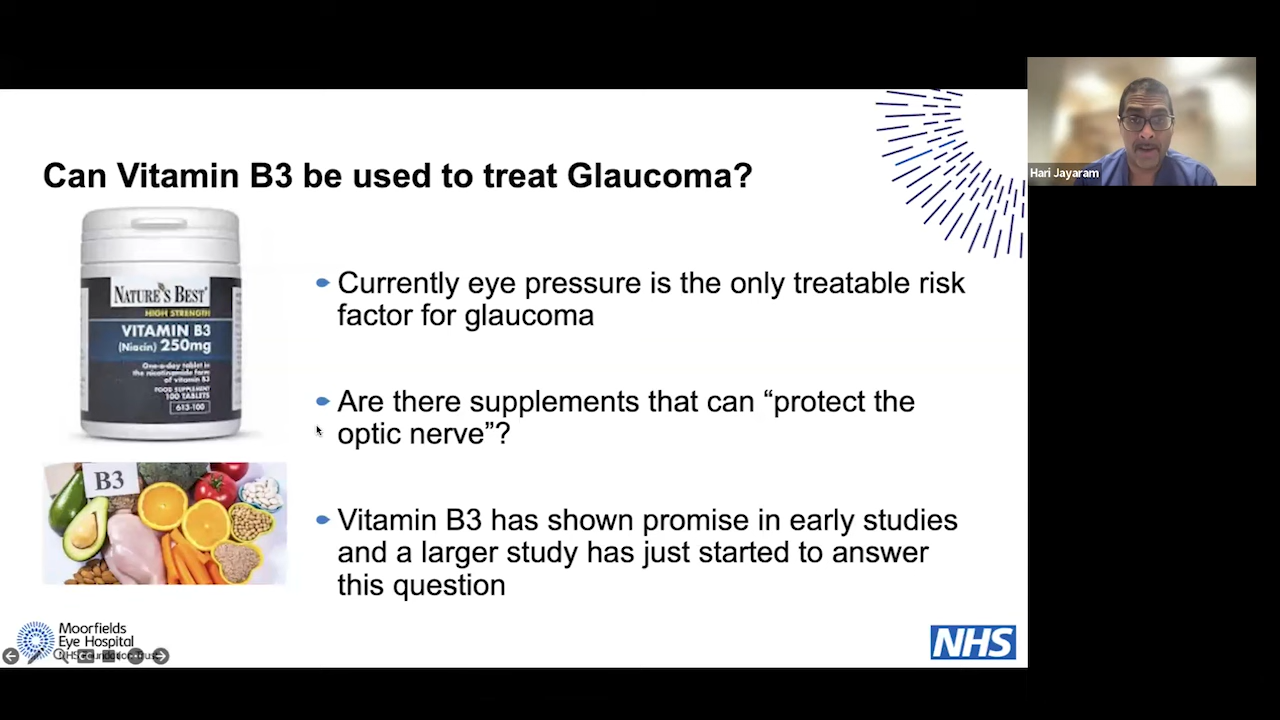 Can Vitamin B3 be used to treat Glaucoma?
NATURE'S BEST
HIGH STRENGTH
VITAMIN B3
(Niacin) 250mg
One-a-day tablet in
the nicotinamide form
of vitamin B3
FOOD SUPPLEMENT
100 TABLETS
613-100
Currently eye pressure is the only treatable risk
factor for glaucoma
Are there supplements that can “protect the
optic nerve”?
Vitamin B3 has shown promise in early studies
and a larger study has just started to answer
this question
B3
Moorfields
Eye Hospital
NHS Foundation Trust
NHS
Hari Jayaram